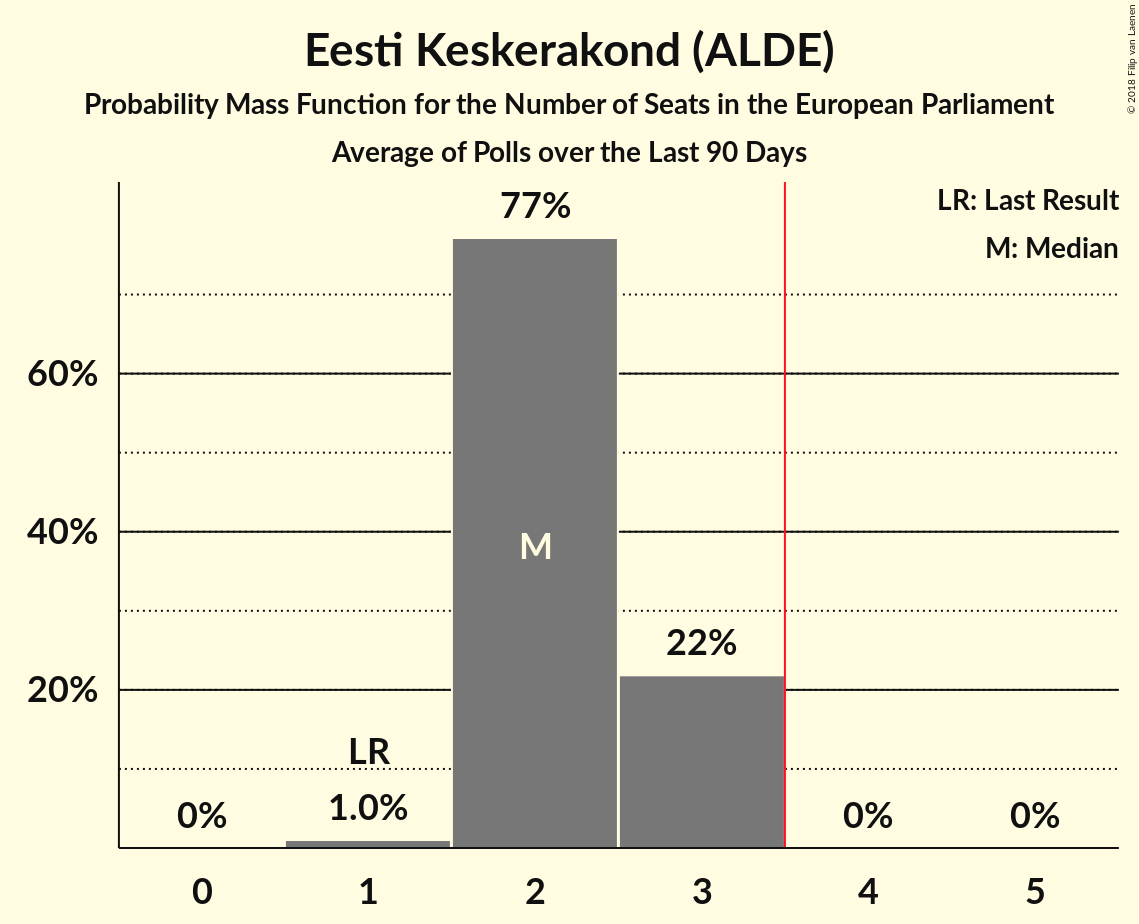 Eesti Keskerakond (ALDE)
Probability Mass Function for the Number of Seats in the European Parliament
Average of Polls over the Last 90 Days
© 2018 Filip van Laenen
LR: Last Result
M: Median
77%
60%
40%
M
22%
20%
LR
0%
1.0%
0%
0%
0 1 2 3 4 5